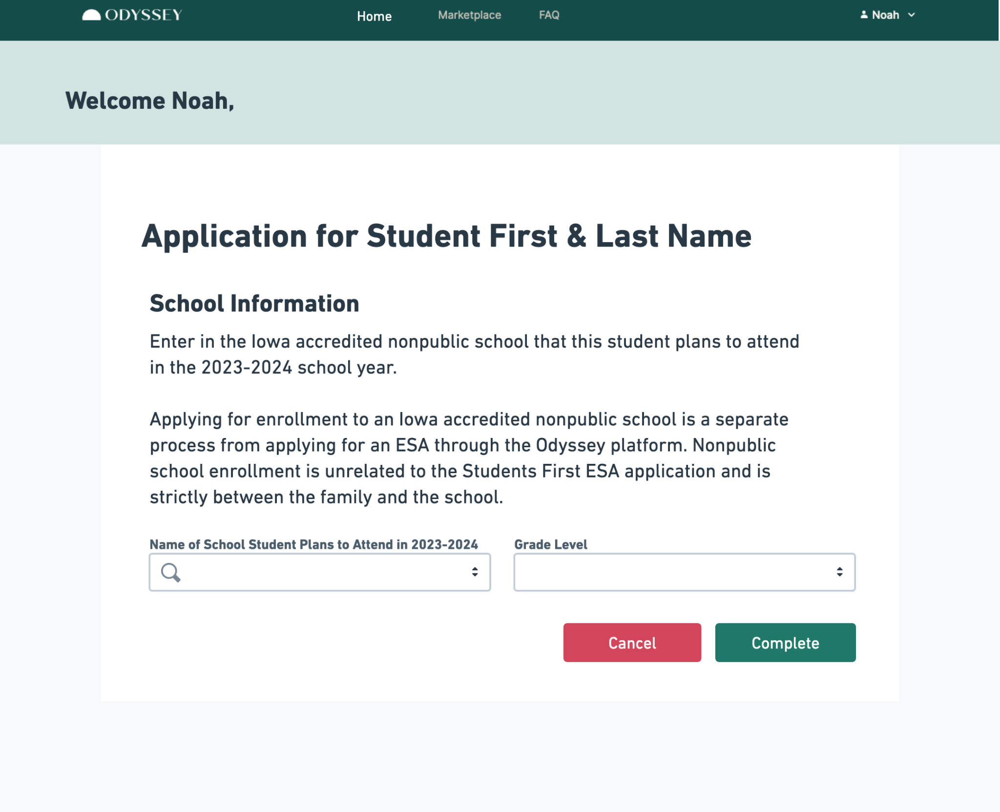 ODYSSEY
Home
Marketplace
FAQ
Noah
Welcome Noah,
Application for Student First & Last Name
School Information
Enter in the Iowa accredited nonpublic school that this student plans to attend
in the 2023-2024 school year.
Applying for enrollment to an Iowa accredited nonpublic school is a separate
process from applying for an ESA through the Odyssey platform. Nonpublic
school enrollment is unrelated to the Students First ESA application and is
strictly between the family and the school.
Name of School Student Plans to Attend in 2023-2024
Grade Level
Cancel
Complete